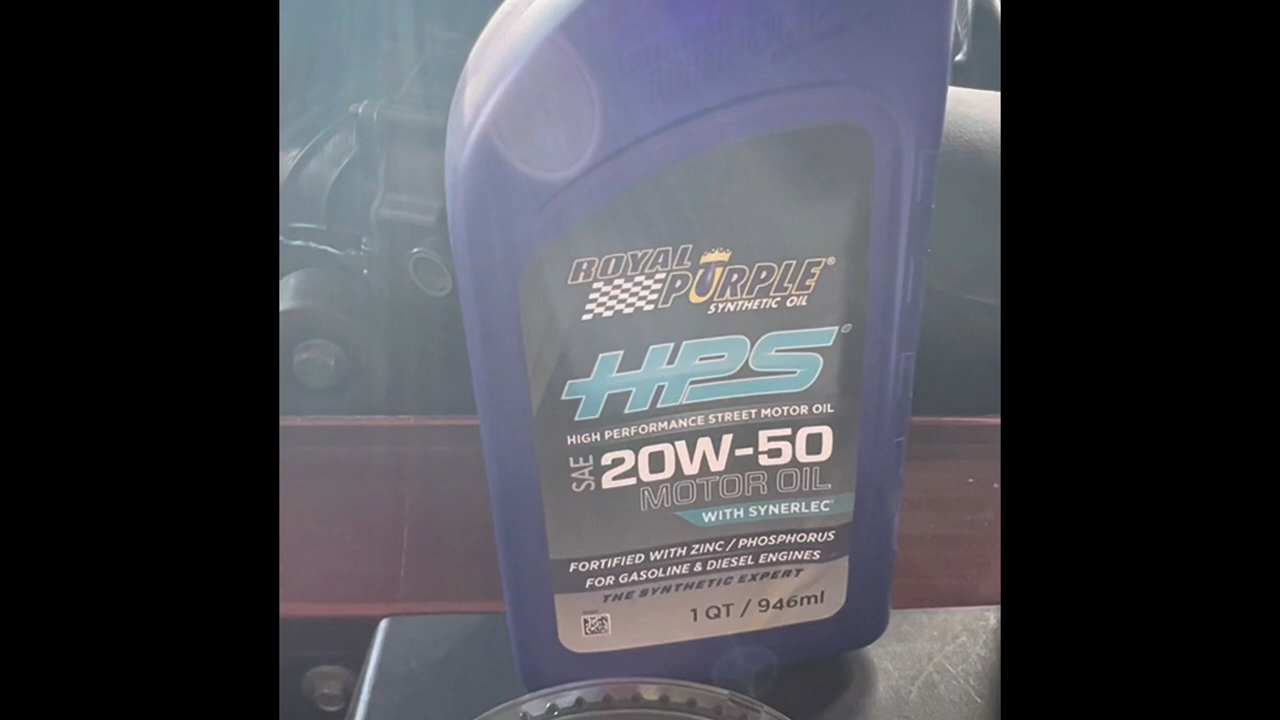 ROYAL
PURPLE®
SYNTHETIC OIL
HPS®
HIGH PERFORMANCE STREET MOTOR OIL
SAE 20W-50
MOTOR OIL
WITH SYNERLEC®
FORTIFIED WITH ZINC / PHOSPHORUS
FOR GASOLINE & DIESEL ENGINES
THE SYNTHETIC EXPERT
1 QT / 946ml